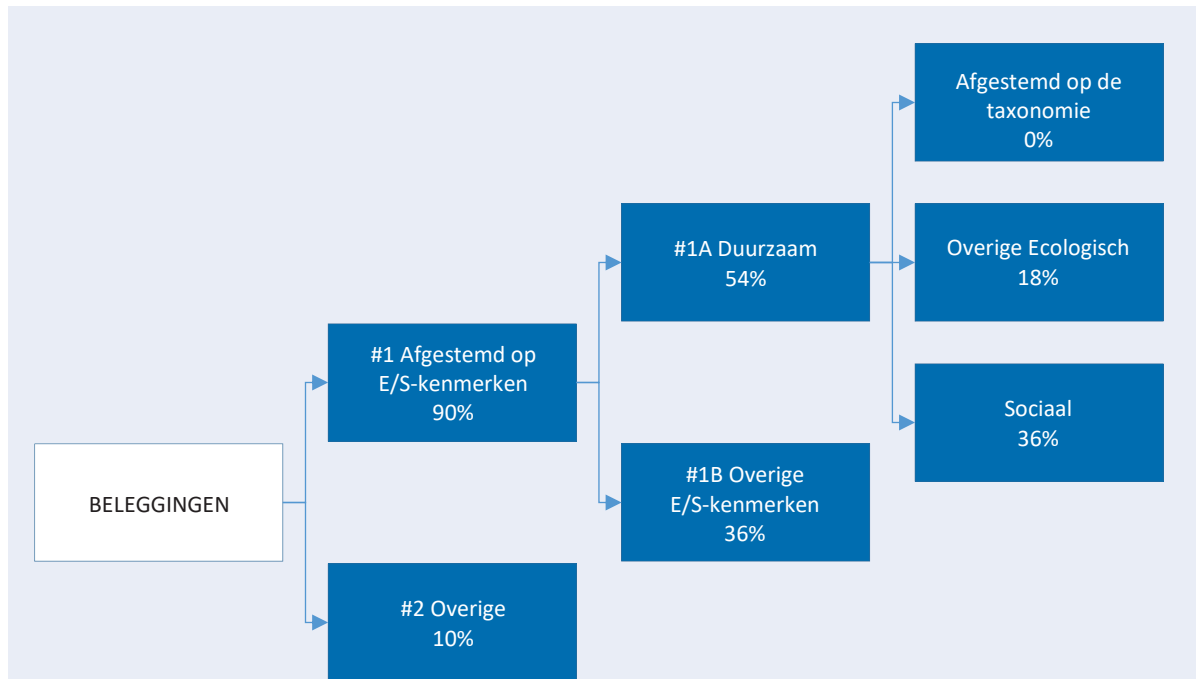 BELEGGINGEN
#1 Afgestemd op
E/S-kenmerken
90%
#2 Overige
10%
#1A Duurzaam
54%
#1B Overige
E/S-kenmerken
36%
Afgestemd op de
taxonomie
0%
Overige Ecologisch
18%
Sociaal
36%